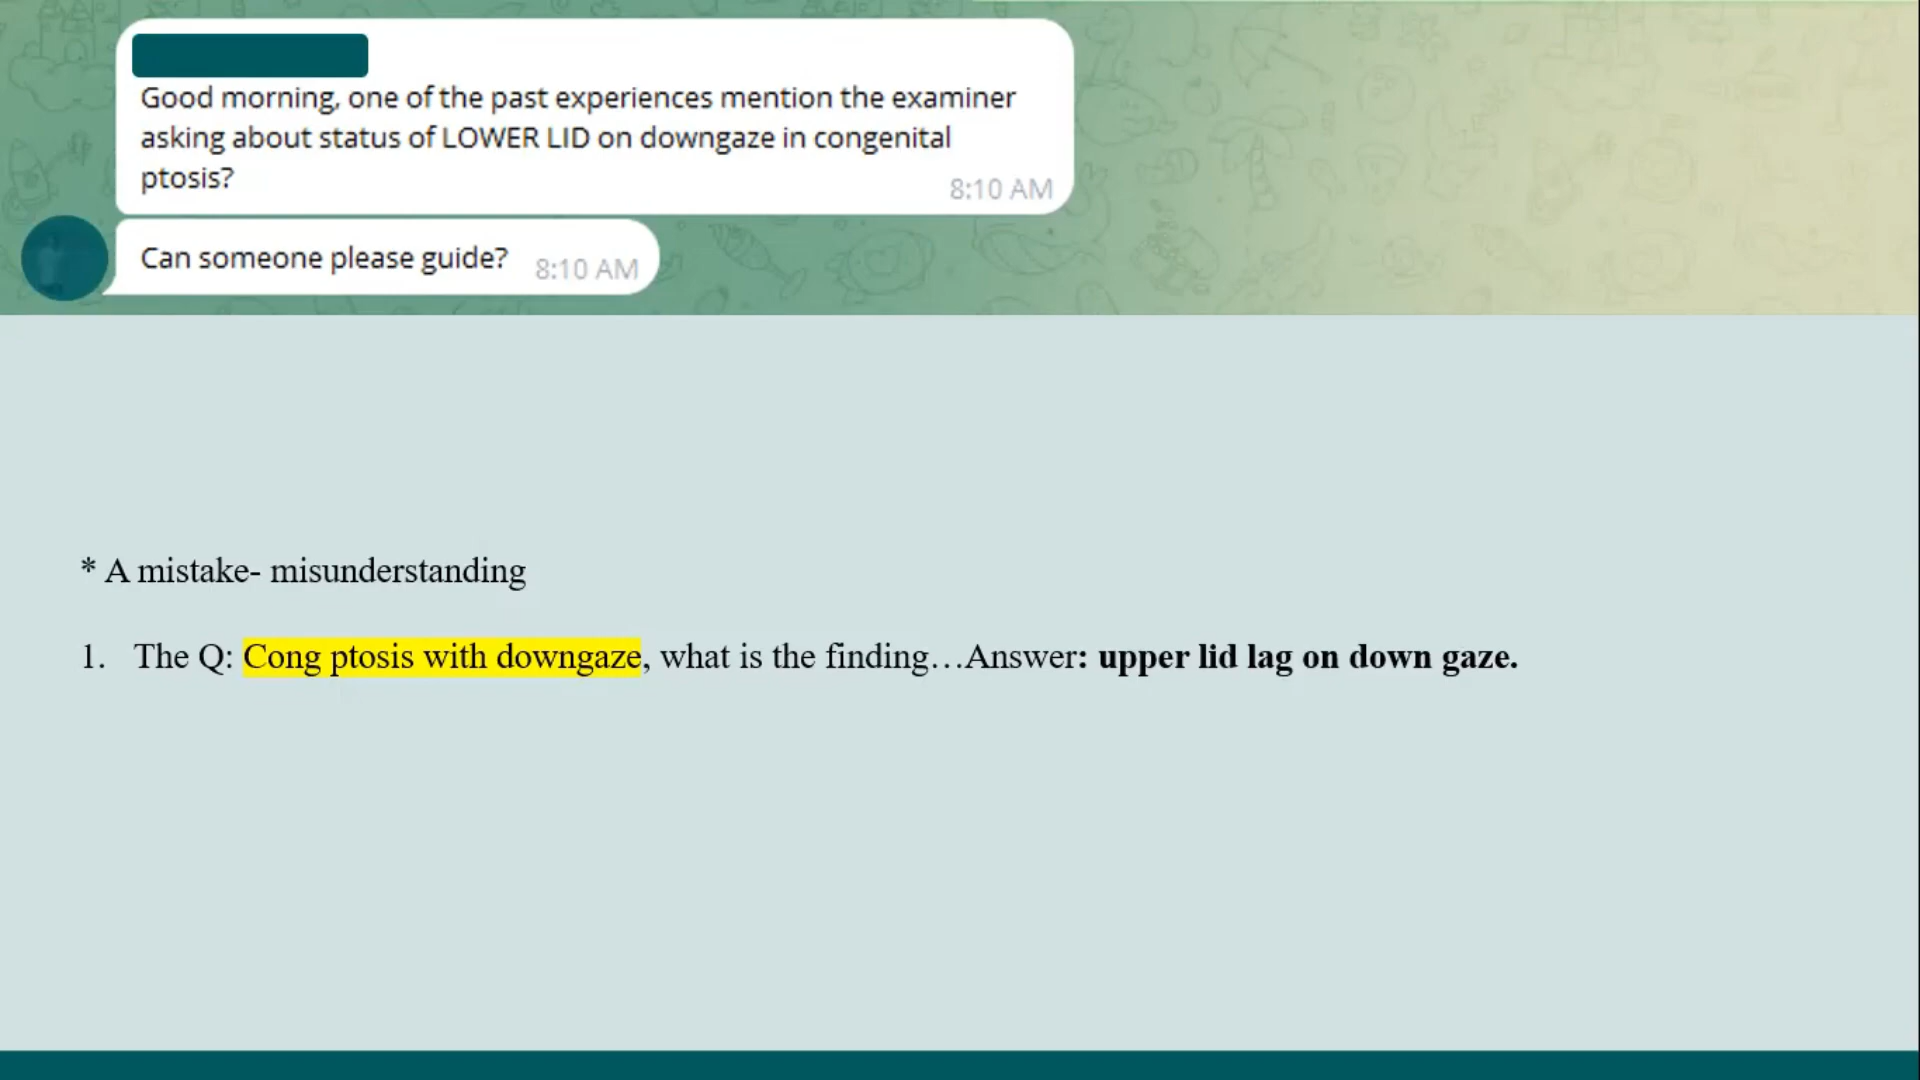 Good morning, one of the past experiences mention the examiner
asking about status of LOWER LID on downgaze in congenital
ptosis?
8:10 AM
Can someone please guide?
8:10 AM
* A mistake- misunderstanding
1. The Q: Cong ptosis with downgaze, what is the finding…Answer: upper lid lag on down gaze.